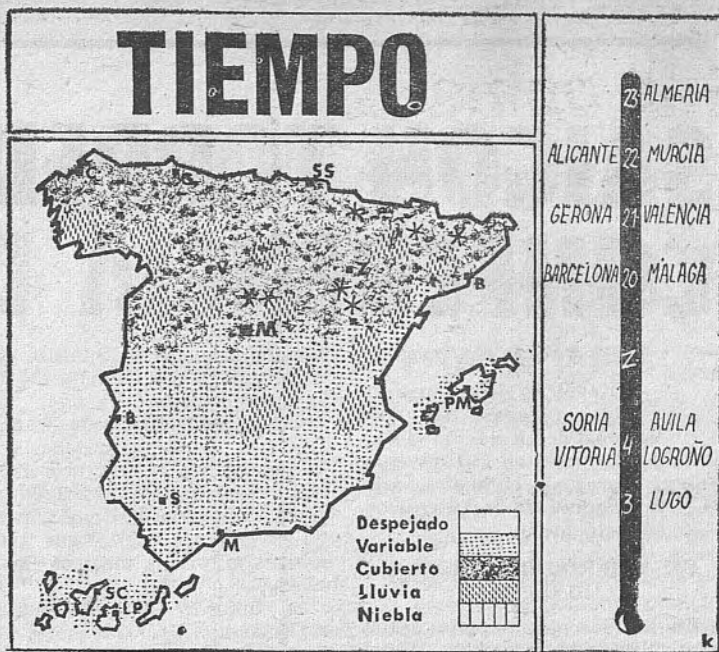 TIEMPO
C
G
SS
V
Z
B
M
B
PM
S
M
SC
LP
Despejado
Variable
Cubierto
Lluvia
Niebla
23 ALMERIA
ALICANTE 22 MURCIA
GERONA 21 VALENCIA
BARCELONA 20 MALAGA
SORIA AVILA
VITORIA 4 LOGROÑO
3 LUGO
k